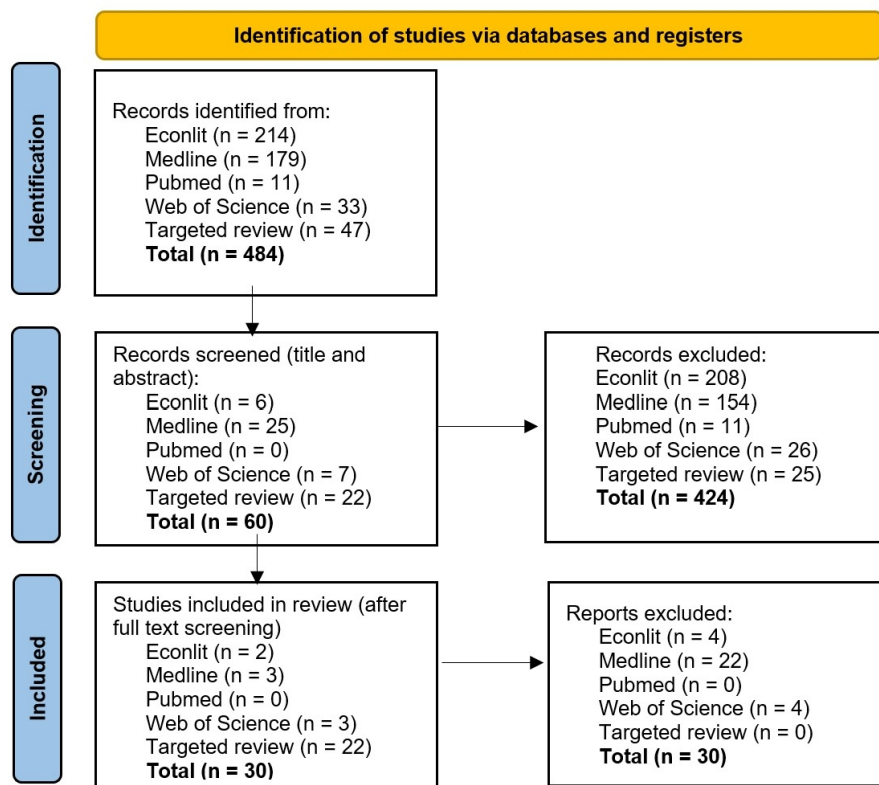 Identification of studies via databases and registers
Identification
Records identified from:
Econlit (n = 214)
Medline (n = 179)
Pubmed (n = 11)
Web of Science (n = 33)
Targeted review (n = 47)
Total (n = 484)
Screening
Records screened (title and
abstract):
Econlit (n = 6)
Medline (n = 25)
Pubmed (n = 0)
Web of Science (n = 7)
Targeted review (n = 22)
Total (n = 60)
Records excluded:
Econlit (n = 208)
Medline (n = 154)
Pubmed (n = 11)
Web of Science (n = 26)
Targeted review (n = 25)
Total (n = 424)
Included
Studies included in review (after
full text screening)
Econlit (n = 2)
Medline (n = 3)
Pubmed (n = 0)
Web of Science (n = 3)
Targeted review (n = 22)
Total (n = 30)
Reports excluded:
Econlit (n = 4)
Medline (n = 22)
Pubmed (n = 0)
Web of Science (n = 4)
Targeted review (n = 0)
Total (n = 30)